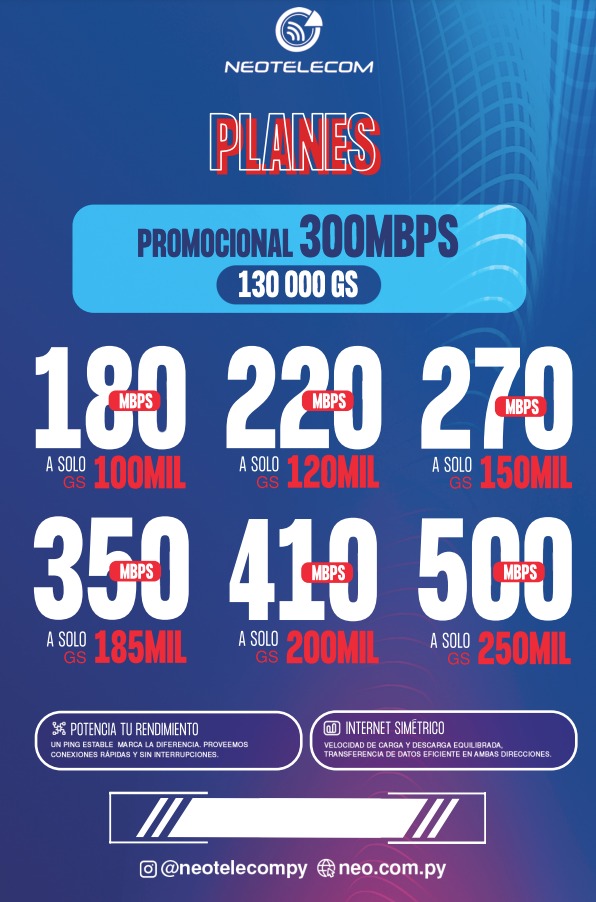 NEOTELECOM
PLANES
PROMOCIONAL 300MBPS
130 000 GS
180 MBPS
A SOLO GS 100MIL
220 MBPS
A SOLO GS 120MIL
270 MBPS
A SOLO GS 150MIL
350 MBPS
A SOLO GS 185MIL
410 MBPS
A SOLO GS 200MIL
500 MBPS
A SOLO GS 250MIL
POTENCIA TU RENDIMIENTO
UN PING ESTABLE MARCA LA DIFERENCIA. PROVEEMOS
CONEXIONES RÁPIDAS Y SIN INTERRUPCIONES.
INTERNET SIMÉTRICO
VELOCIDAD DE CARGA Y DESCARGA EQUILIBRADA,
TRANSFERENCIA DE DATOS EFICIENTE EN AMBAS DIRECCIONES.
@neotelecompy neo.com.py